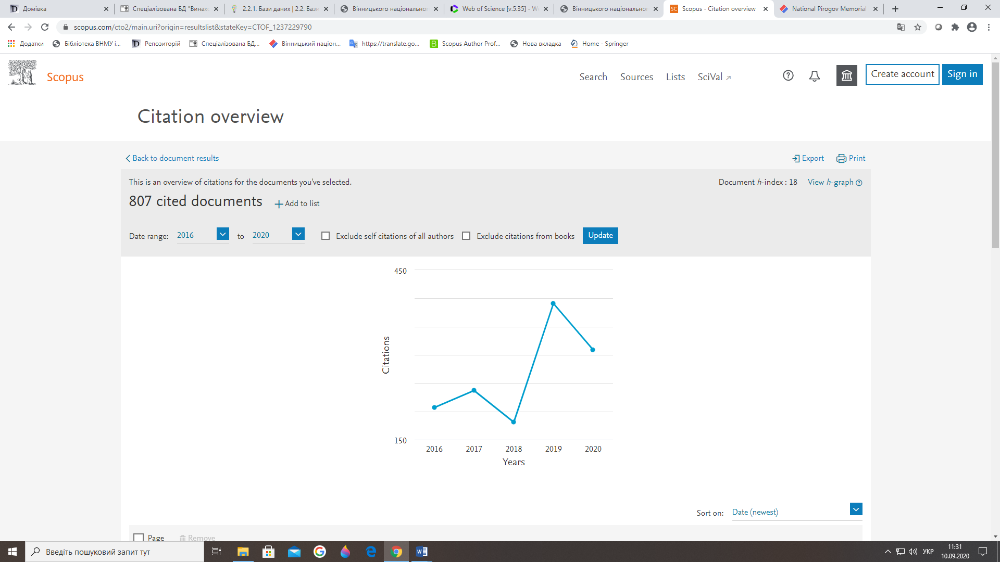 Домівка
Спеціалізована БД "Винахо
2.2.1. Бази даних | 2.2. Бази
Вінницького національног
Web of Science [v.5.35] - W
Вінницького національног
Scopus - Citation overview
National Pirogov Memorial
scopus.com/cto2/main.uri?origin=resultslist&stateKey=CTOF_1237229790
Додатки
Бібліотека ВНМУ і...
Репозиторій
Спеціалізована БД...
Вінницький націон...
https://translate.go...
Scopus Author Prof...
Нова вкладка
Home - Springer
Scopus
Search Sources Lists SciVal
Create account
Sign in
Citation overview
Back to document results
Export
Print
This is an overview of citations for the documents you've selected.
Document h-index : 18 View h-graph
807 cited documents
Add to list
Date range: 2016 to 2020
Exclude self citations of all authors
Exclude citations from books
Update
450
Citations
150
2016 2017 2018 2019 2020
Years
Sort on: Date (newest)
Page
Remove
Введіть пошуковий запит тут
УКР
11:31
10.09.2020